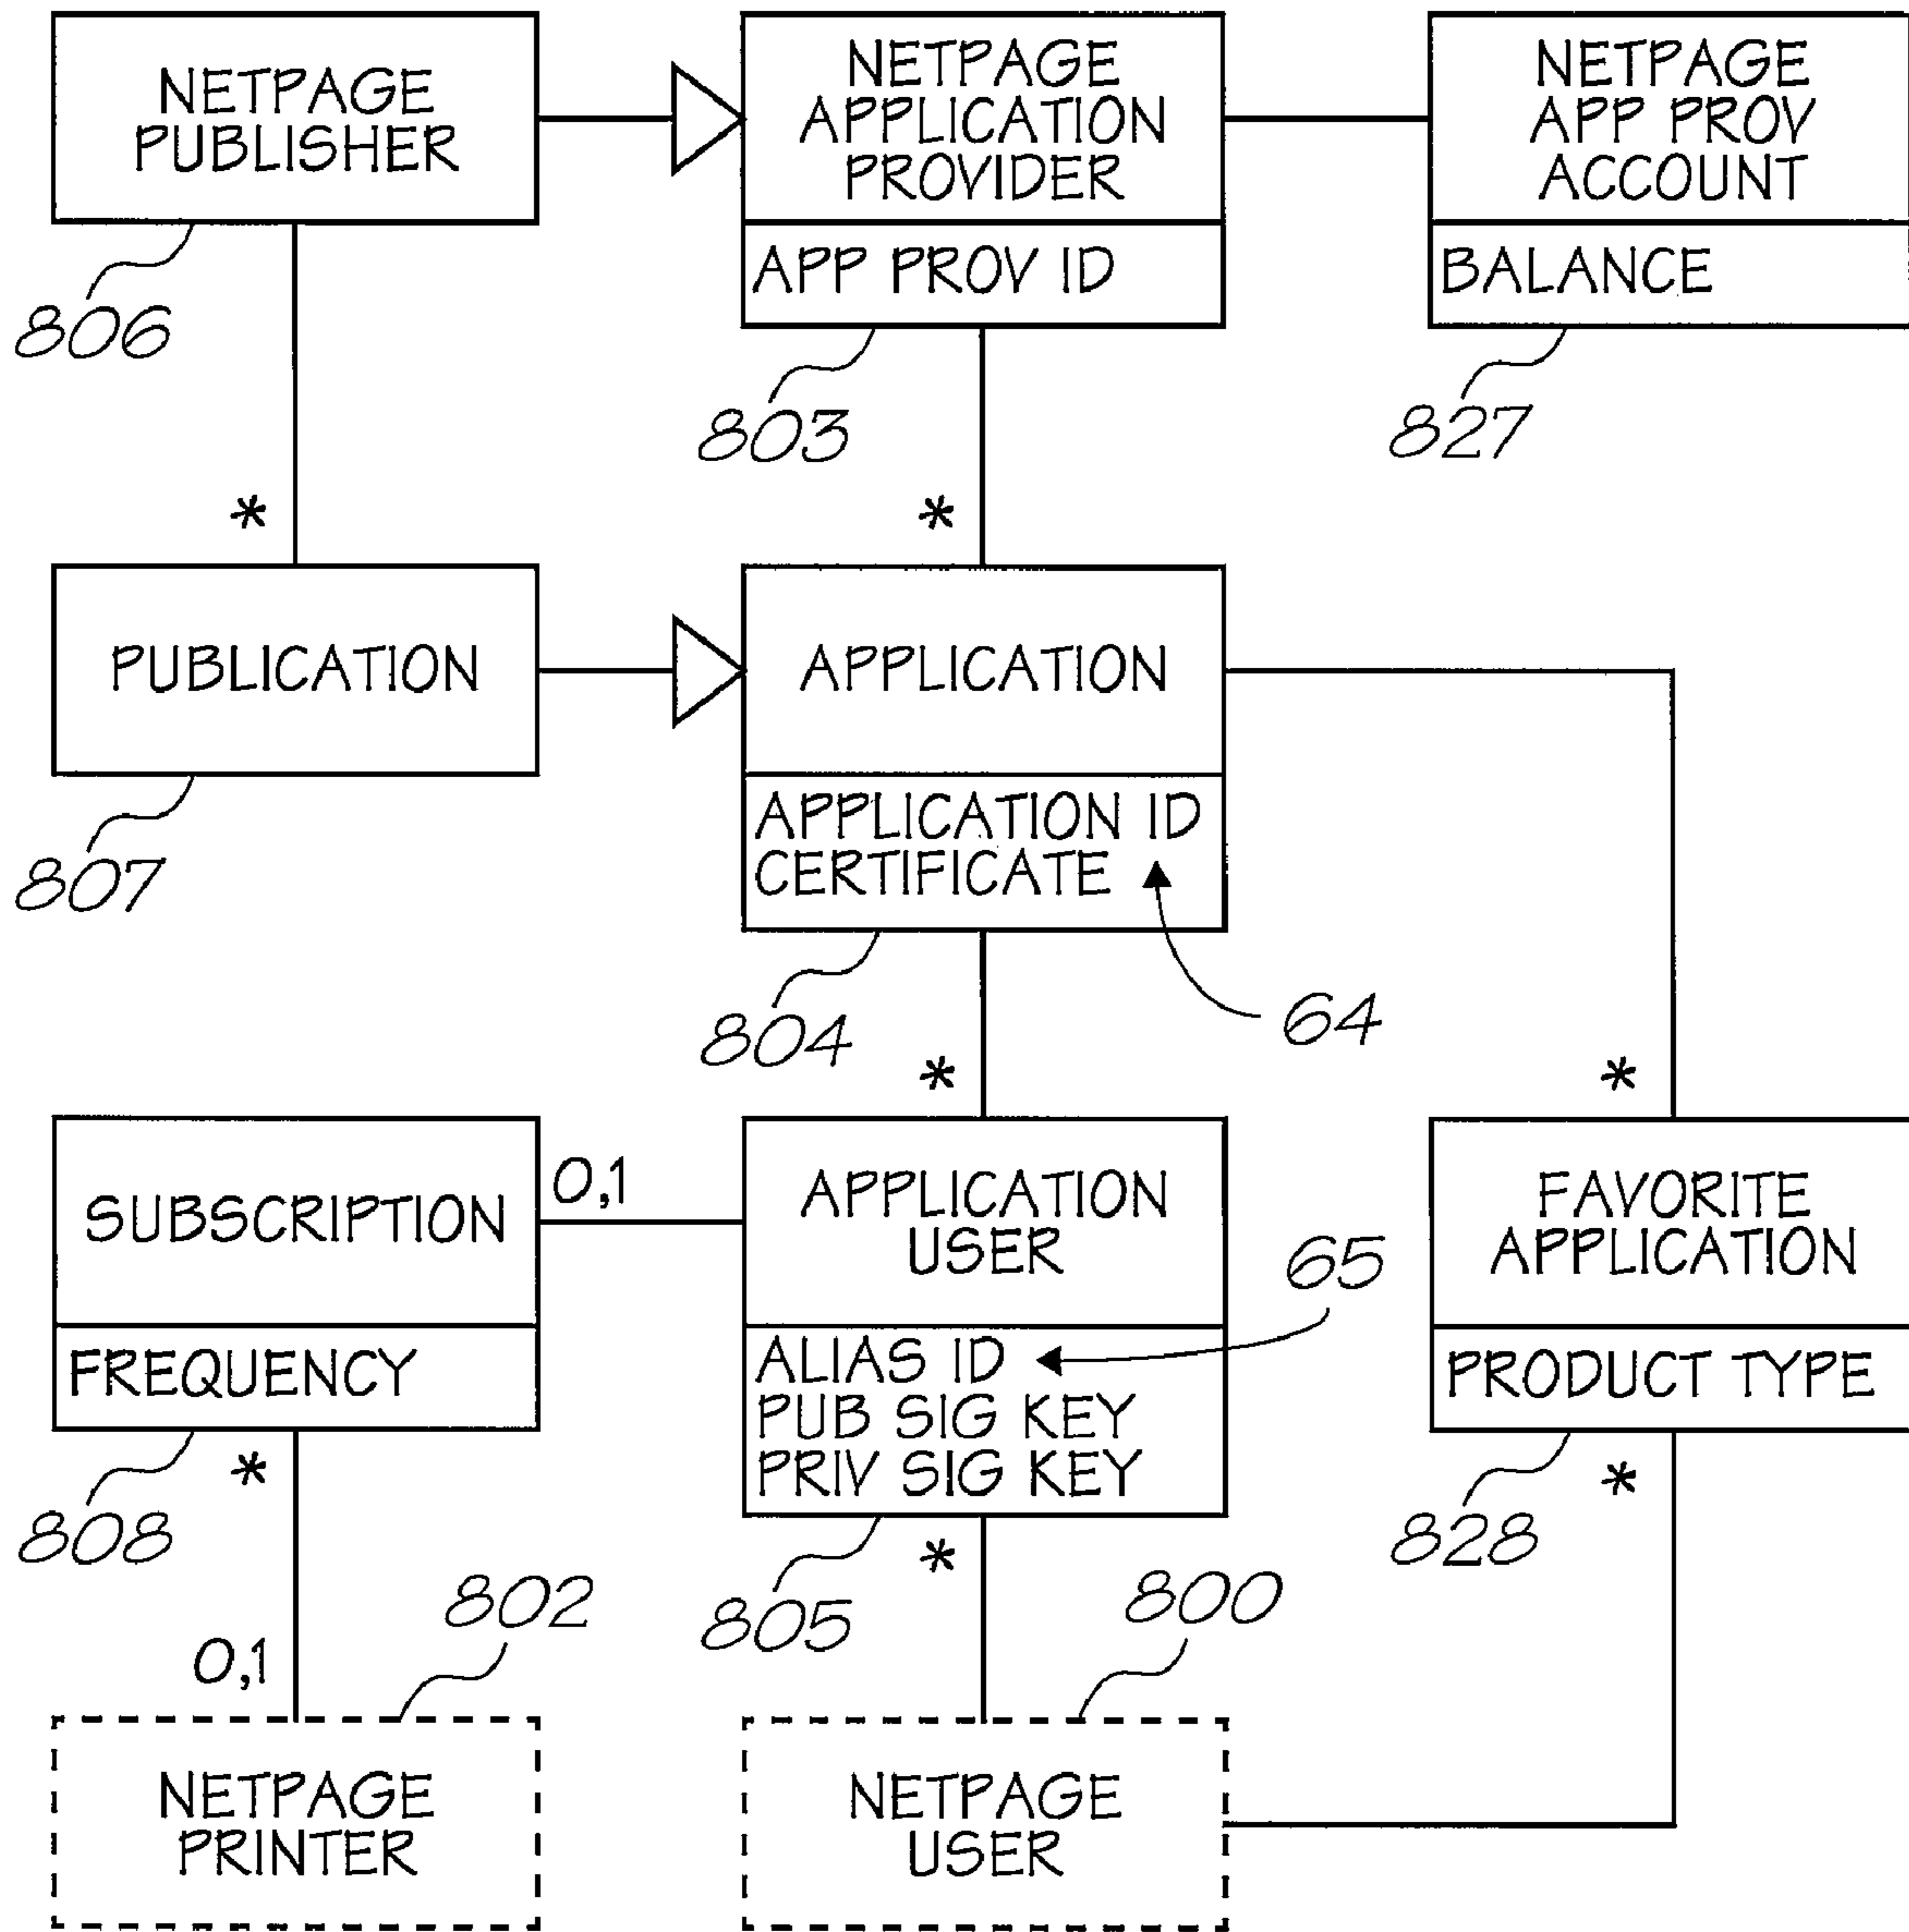 NETPAGE
PUBLISHER
NETPAGE
APPLICATION
PROVIDER
NETPAGE
APP PROV
ACCOUNT
APP PROV ID
BALANCE
806
803
827
*
*
PUBLICATION
APPLICATION
APPLICATION ID
CERTIFICATE
807
804
64
*
*
SUBSCRIPTION
0,1
APPLICATION
USER
FAVORITE
APPLICATION
65
FREQUENCY
ALIAS ID
PUB SIG KEY
PRIV SIG KEY
PRODUCT TYPE
808
*
805
*
828
*
802
800
0,1
NETPAGE
PRINTER
NETPAGE
USER